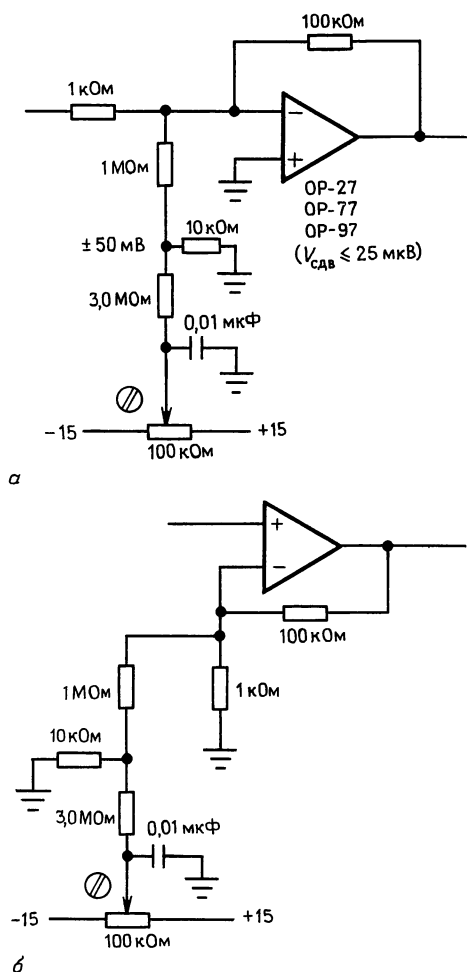 100 кОм
1 кОм
−
+
1 МОм
OP-27
OP-77
OP-97
(Vсдв ≤ 25 мкВ)
±50 мВ
10 кОм
3,0 МОм
0,01 мкФ
−15
+15
100 кОм
а
+
−
100 кОм
1 МОм
1 кОм
10 кОм
3,0 МОм
0,01 мкФ
−15
+15
100 кОм
б